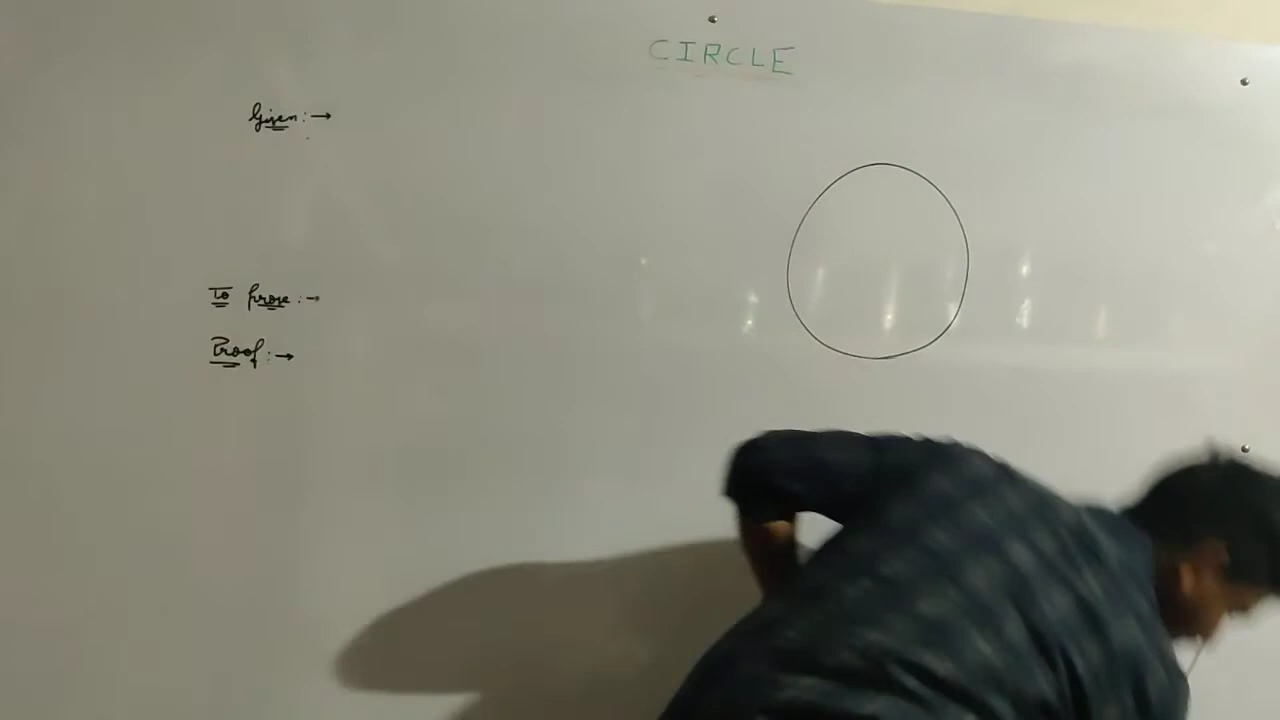 CIRCLE
Given :→
To prove :→
Proof :→